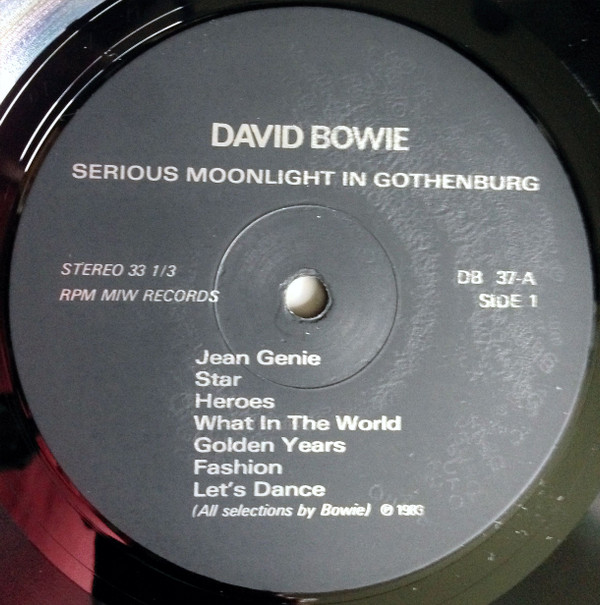 DAVID BOWIE
SERIOUS MOONLIGHT IN GOTHENBURG
STEREO 33 1/3
RPM MIW RECORDS
DB 37-A
SIDE 1
Jean Genie
Star
Heroes
What In The World
Golden Years
Fashion
Let's Dance
(All selections by Bowie) ℗ 1983